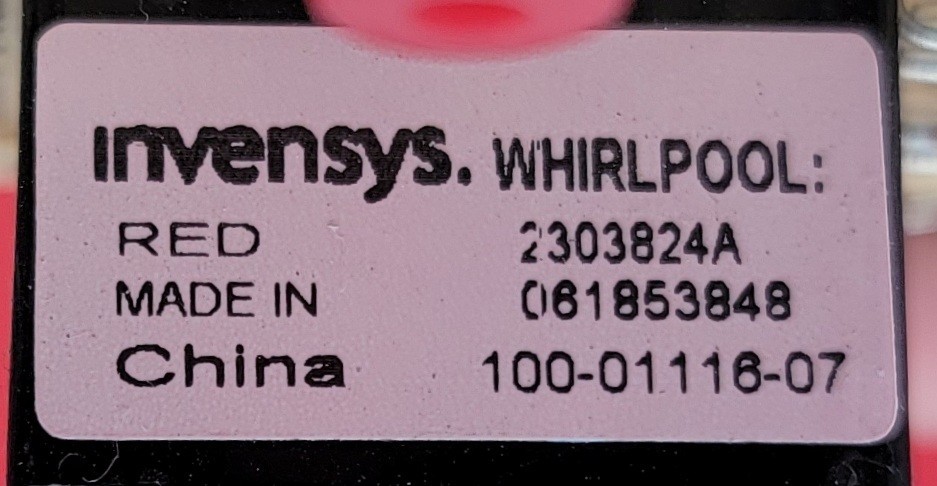 invensys. WHIRLPOOL:
RED 2303824A
MADE IN 061853848
China 100-01116-07